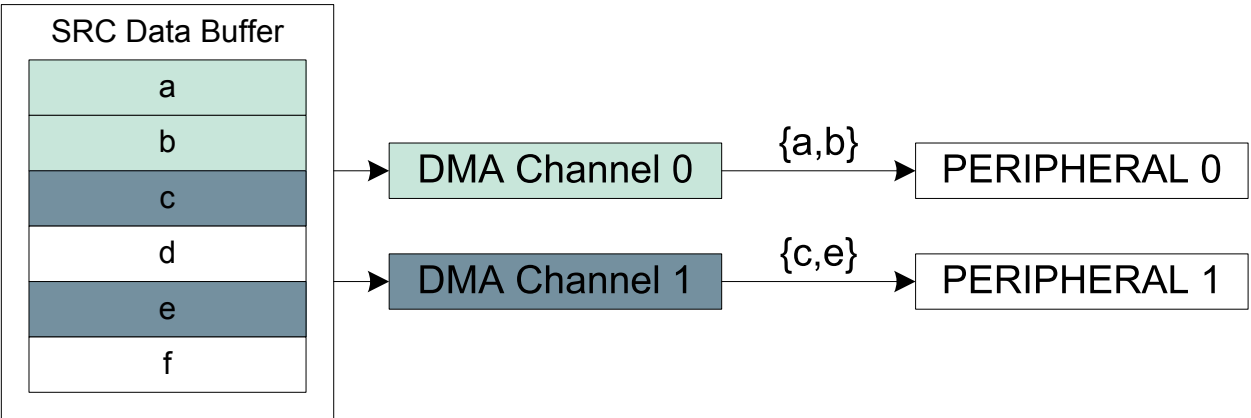 SRC Data Buffer
a
b
c
d
e
f
DMA Channel 0
{a,b}
PERIPHERAL 0
DMA Channel 1
{c,e}
PERIPHERAL 1